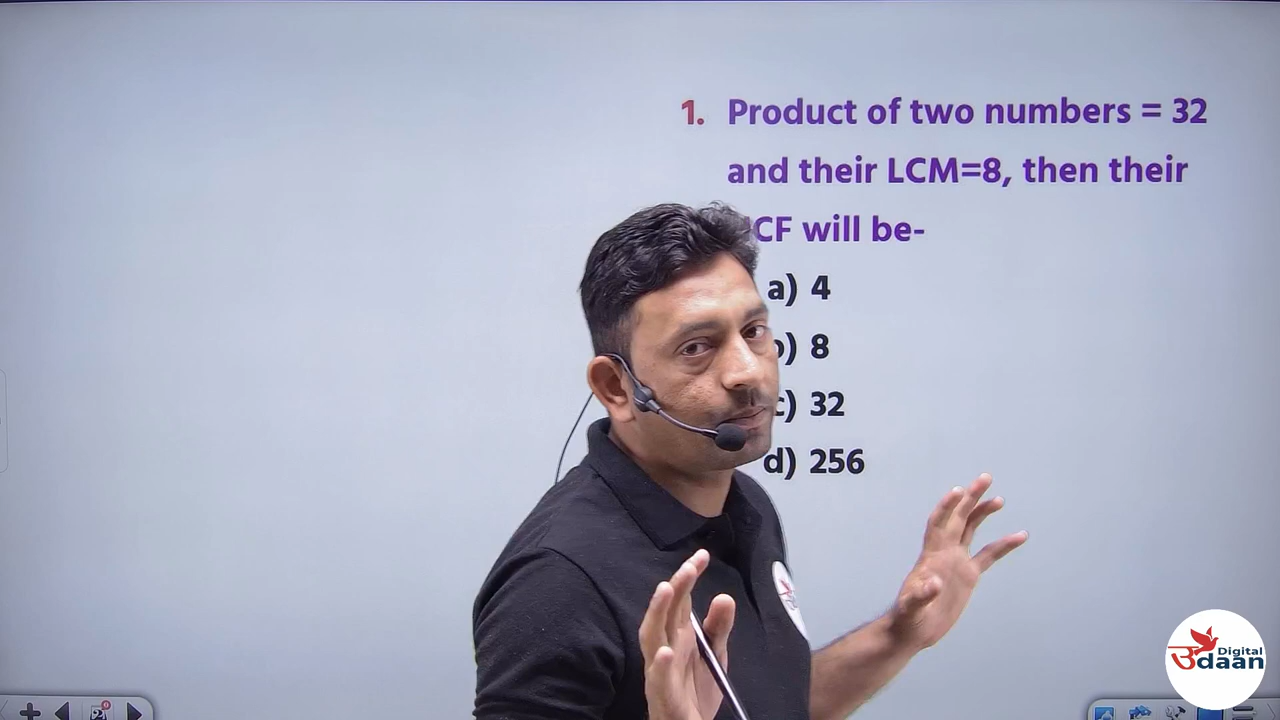 1. Product of two numbers = 32
and their LCM=8, then their
CF will be-
a) 4
) 8
c) 32
d) 256
Digital
उdaan